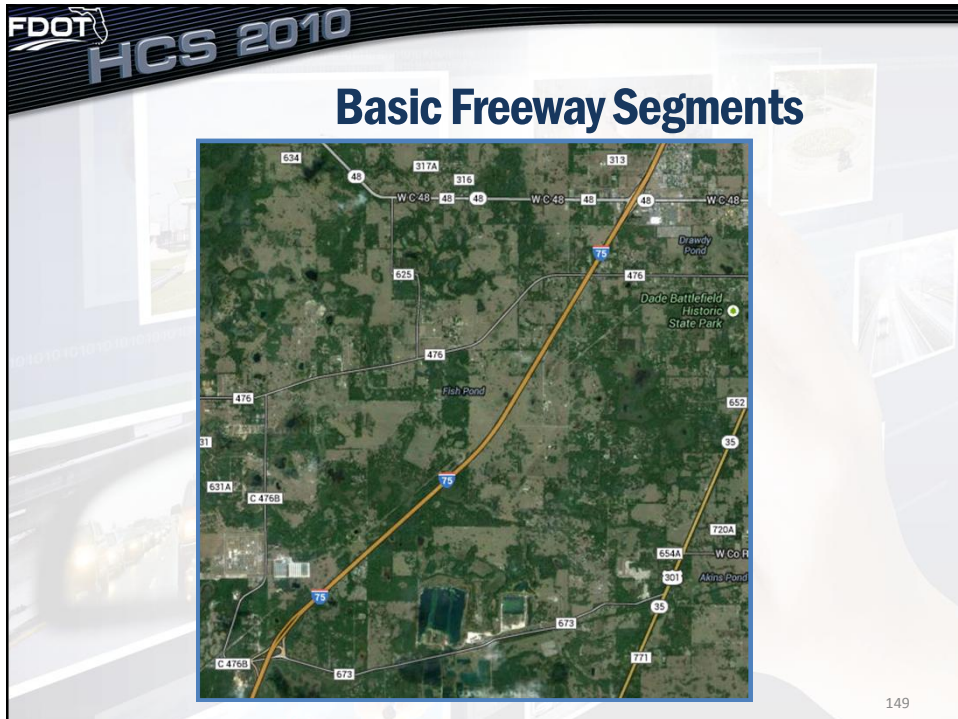 FDOT
HCS 2010
Basic Freeway Segments
634
317A
313
48
316
W C 48 48 48
W C 48 48
48
W C 48
Drawdy
Pond
75
625
476
Dade Battlefield
Historic
State Park
476
Fish Pond
476
652
31
35
75
631A
C 476B
720A
654A
W Co R
301
Akins Pond
75
35
673
771
C 476B
673
149